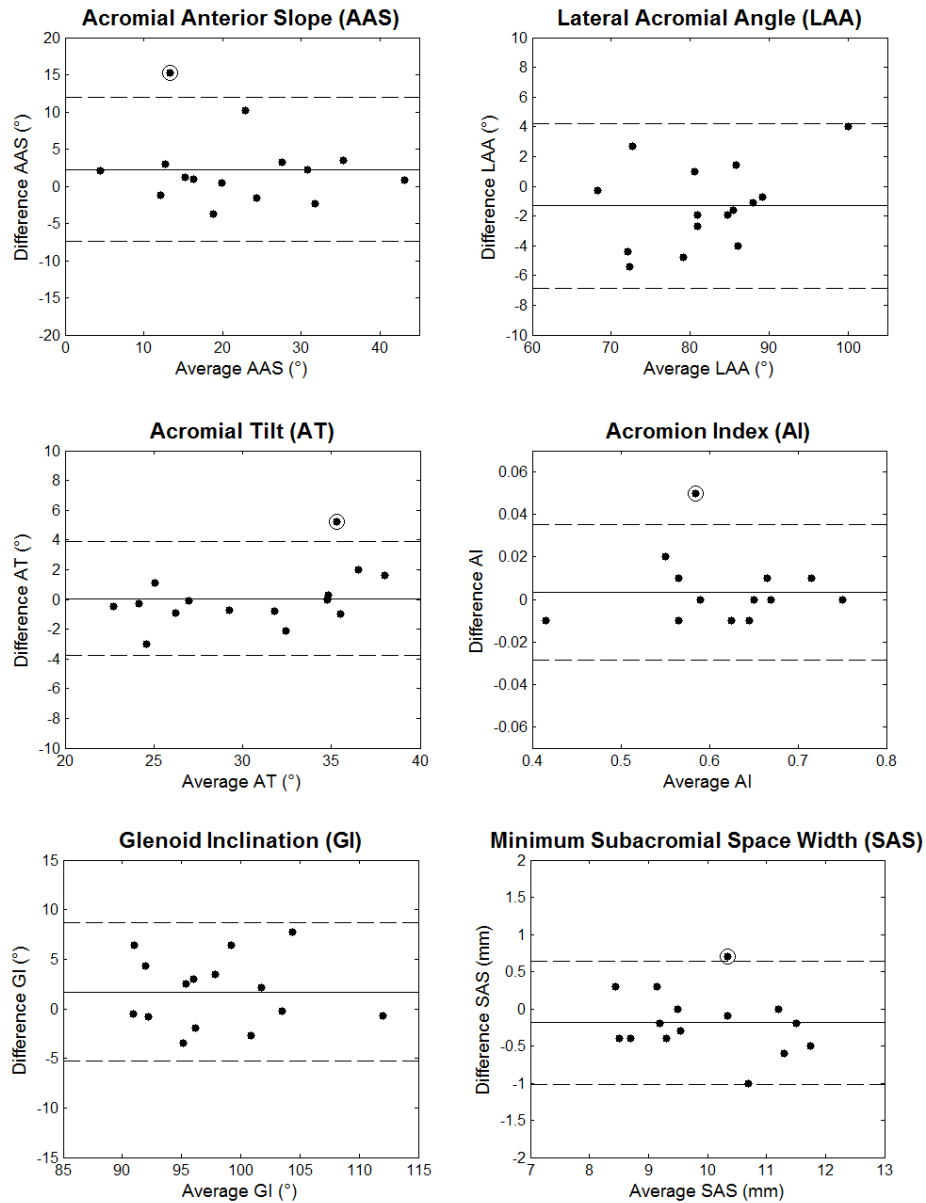 Acromial Anterior Slope (AAS)
20
15
10
5
0
5
-10
-15
-20
Difference AAS (°)
0 10 20 30 40
Average AAS (°)
Lateral Acromial Angle (LAA)
10
8
6
4
2
0
-2
-4
-6
-8
-10
Difference LAA (°)
60 70 80 90 100
Average LAA (°)
Acromial Tilt (AT)
10
8
6
4
2
0
-2
-4
-6
-8
-10
Difference AT (°)
20 25 30 35 40
Average AT (°)
Acromion Index (AI)
0.06
0.04
0.02
0
-0.02
-0.04
-0.06
Difference AI
0.4 0.5 0.6 0.7 0.8
Average AI
Glenoid Inclination (GI)
15
10
5
0
-5
-10
-15
Difference GI (°)
85 90 95 100 105 110 115
Average GI (°)
Minimum Subacromial Space Width (SAS)
2
1.5
1
0.5
0
-0.5
-1
-1.5
-2
Difference SAS (mm)
7 8 9 10 11 12 13
Average SAS (mm)